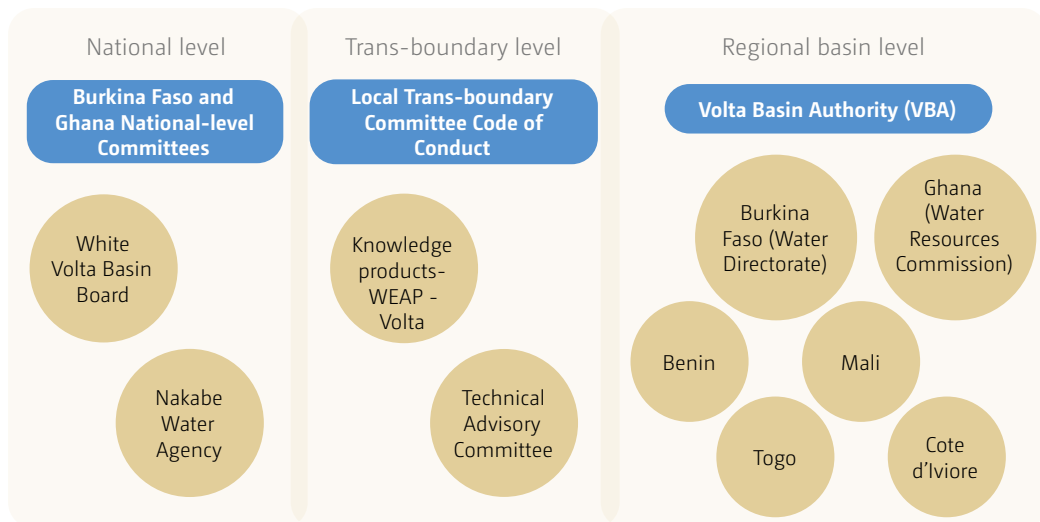 National level
Burkina Faso and
Ghana National-level
Committees
White
Volta Basin
Board
Nakabe
Water
Agency
Trans-boundary level
Local Trans-boundary
Committee Code of
Conduct
Knowledge
products-
WEAP -
Volta
Technical
Advisory
Committee
Regional basin level
Volta Basin Authority (VBA)
Burkina
Faso (Water
Directorate)
Ghana
(Water
Resources
Commission)
Benin
Mali
Togo
Cote
d'Iviore